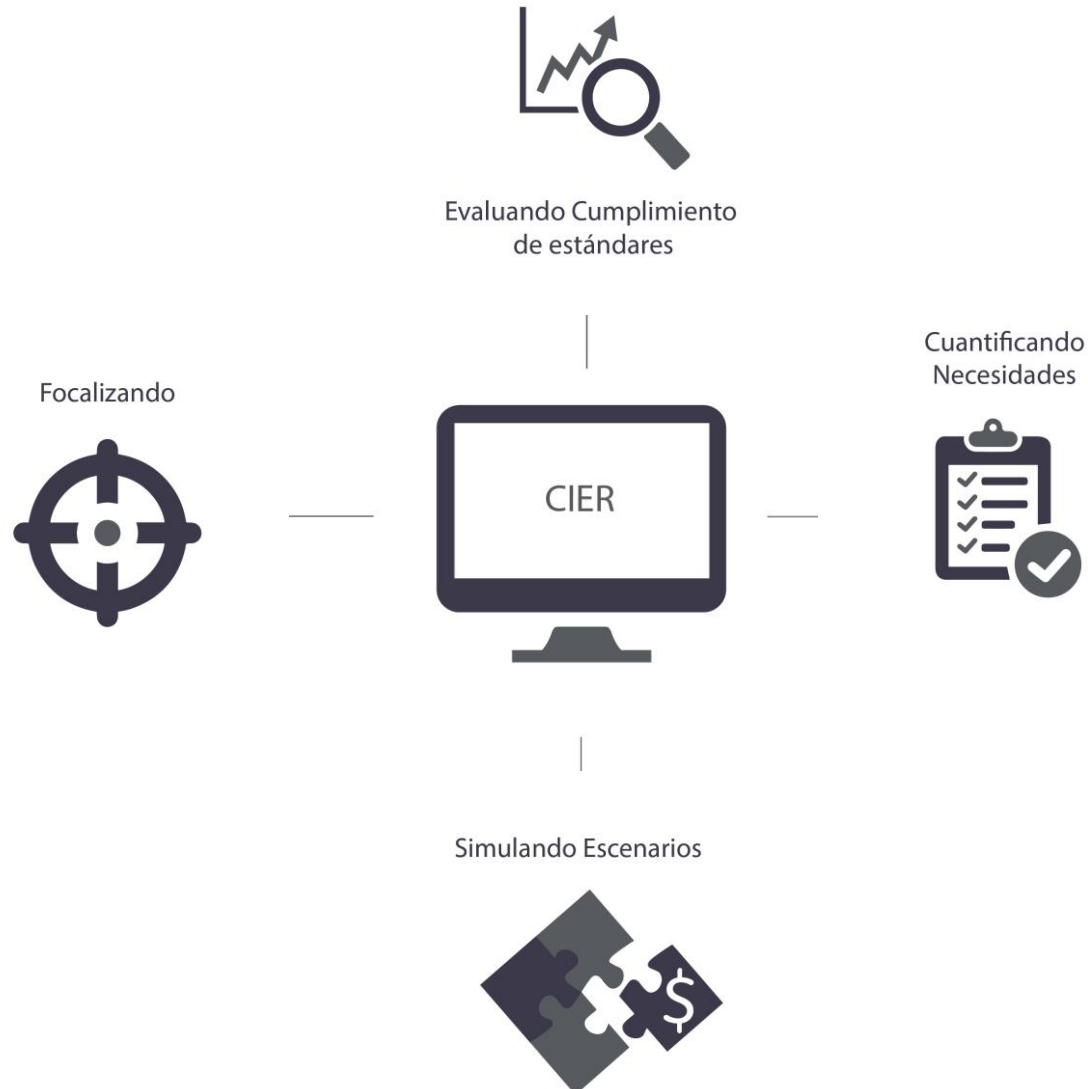 Evaluando Cumplimiento
de estándares
Cuantificando
Necesidades
Focalizando
CIER
Simulando Escenarios
$